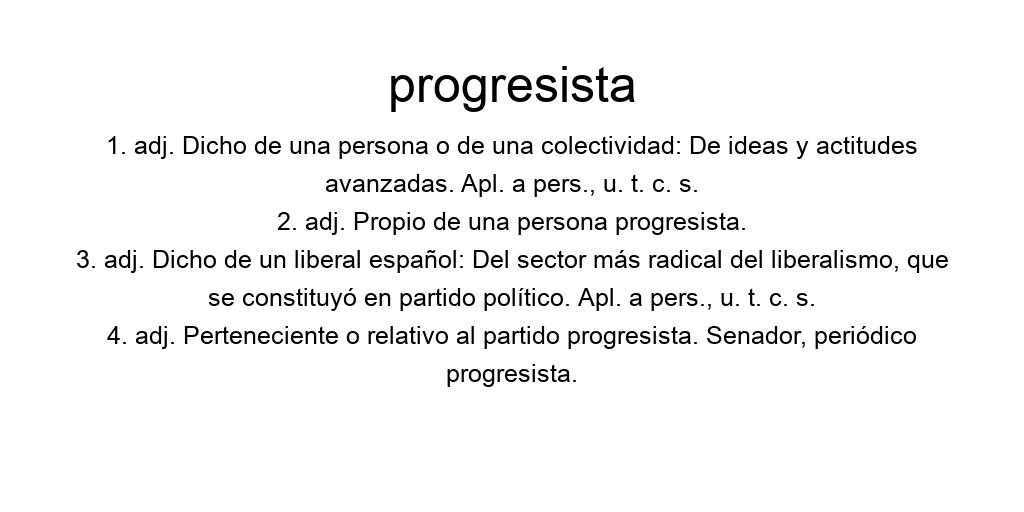 progresista
1. adj. Dicho de una persona o de una colectividad: De ideas y actitudes
avanzadas. Apl. a pers., u. t. c. s.
2. adj. Propio de una persona progresista.
3. adj. Dicho de un liberal español: Del sector más radical del liberalismo, que
se constituyó en partido político. Apl. a pers., u. t. c. s.
4. adj. Perteneciente o relativo al partido progresista. Senador, periódico
progresista.